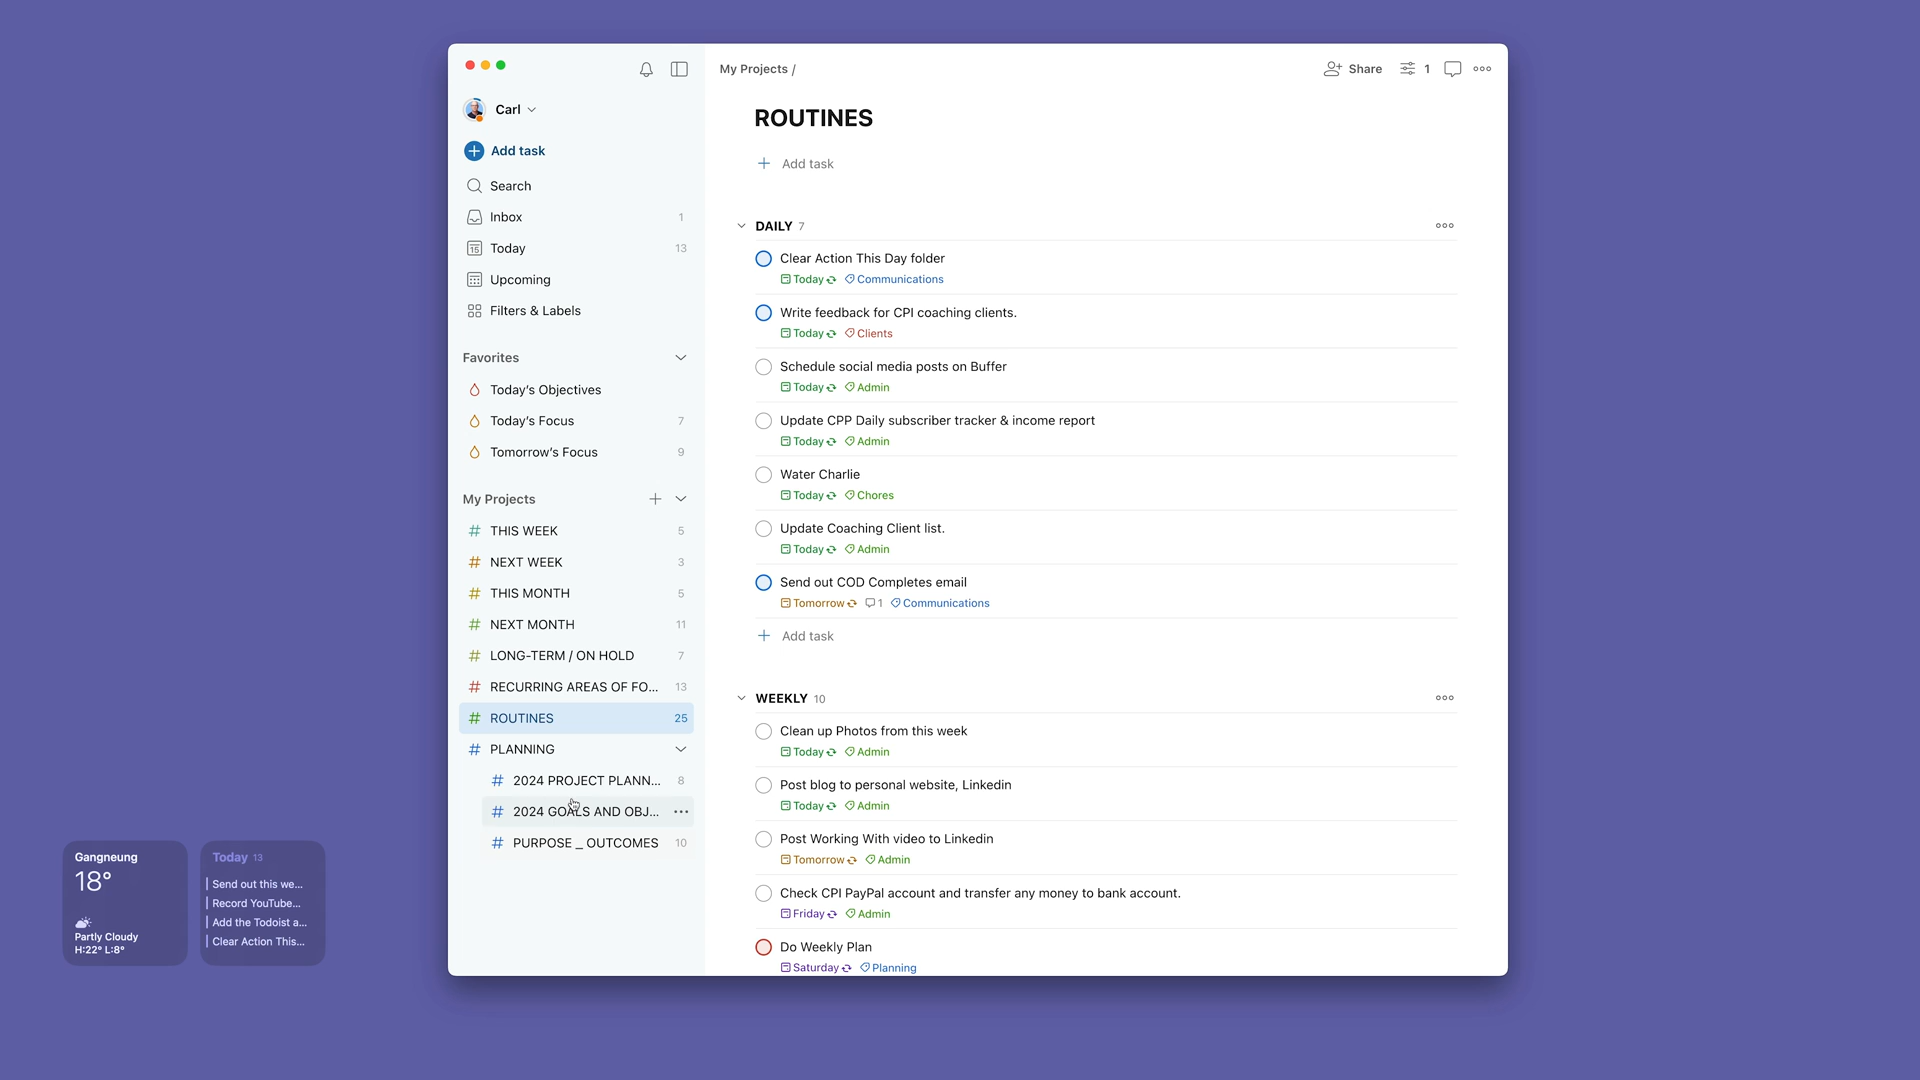 My Projects /
Share
1
Carl
Add task
Search
Inbox 1
15
Today 13
Upcoming
Filters & Labels
Favorites
Today's Objectives
Today's Focus 7
Tomorrow's Focus 9
My Projects
# THIS WEEK 5
# NEXT WEEK 3
# THIS MONTH 5
# NEXT MONTH 11
# LONG-TERM / ON HOLD 7
# RECURRING AREAS OF FO... 13
# ROUTINES 25
# PLANNING
# 2024 PROJECT PLANN... 8
# 2024 GOALS AND OBJ...
# PURPOSE _ OUTCOMES 10
ROUTINES
Add task
DAILY 7
Clear Action This Day folder
Today Communications
Write feedback for CPI coaching clients.
Today Clients
Schedule social media posts on Buffer
Today Admin
Update CPP Daily subscriber tracker & income report
Today Admin
Water Charlie
Today Chores
Update Coaching Client list.
Today Admin
Send out COD Completes email
Tomorrow 1 Communications
Add task
WEEKLY 10
Clean up Photos from this week
Today Admin
Post blog to personal website, Linkedin
Today Admin
Post Working With video to Linkedin
Tomorrow Admin
Check CPI PayPal account and transfer any money to bank account.
Friday Admin
Do Weekly Plan
Saturday Planning
Gangneung
18°
Partly Cloudy
H:22° L:8°
Today 13
Send out this we...
Record YouTube...
Add the Todoist a...
Clear Action This...